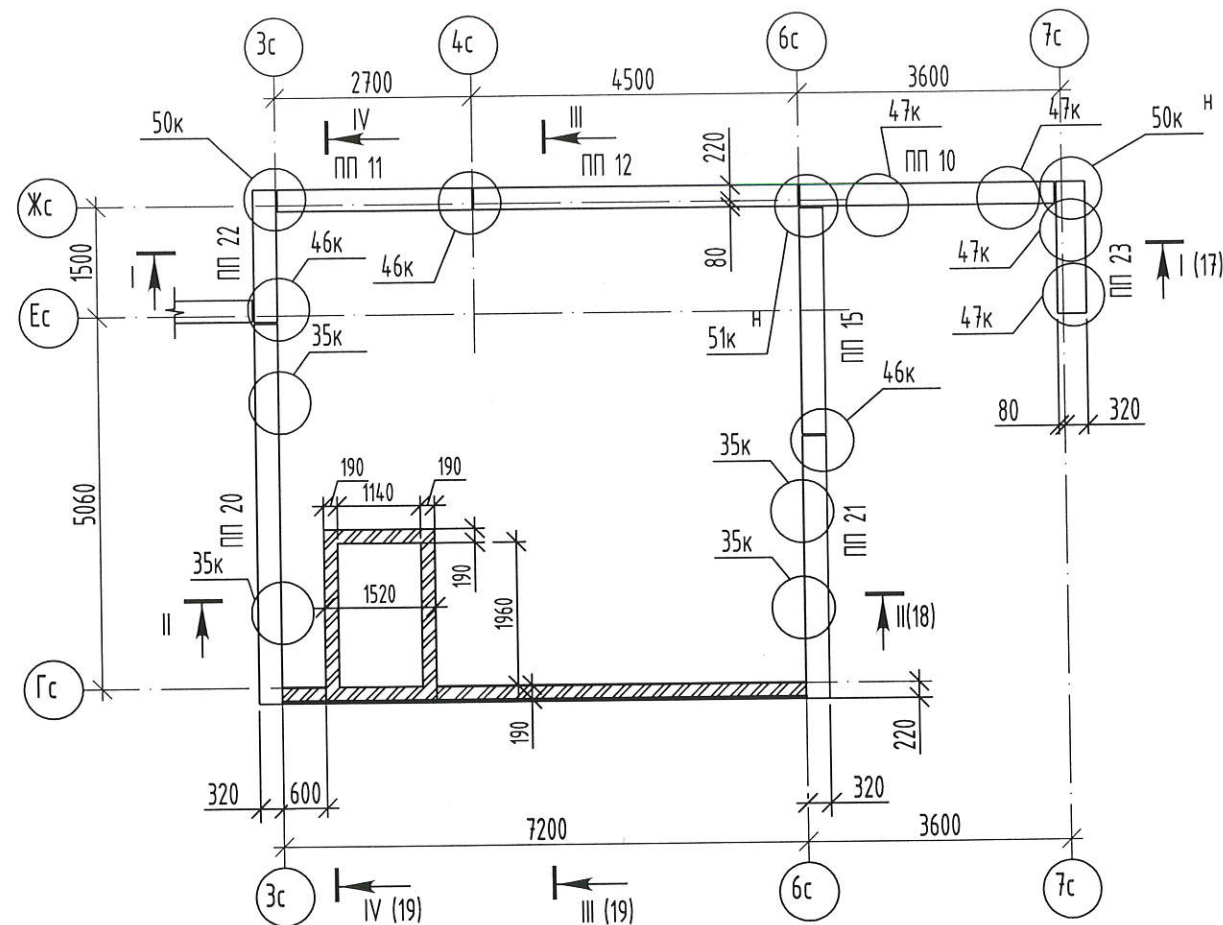 3с
4с
6с
7с
2700
4500
3600
50к
IV
III
47к
47к
50к н
ПП 11
ПП 12
220
ПП 10
Жс
1500
ПП 22
46к
46к
80
47к
ПП 23
I
I (17)
Ес
51к н
ПП 15
47к
35к
46к
80
320
190
1140
190
35к
5060
ПП 20
ПП 21
35к
190
35к
1520
1960
II
II(18)
Гс
190
220
320
600
320
7200
3600
3с
IV (19)
III (19)
6с
7с